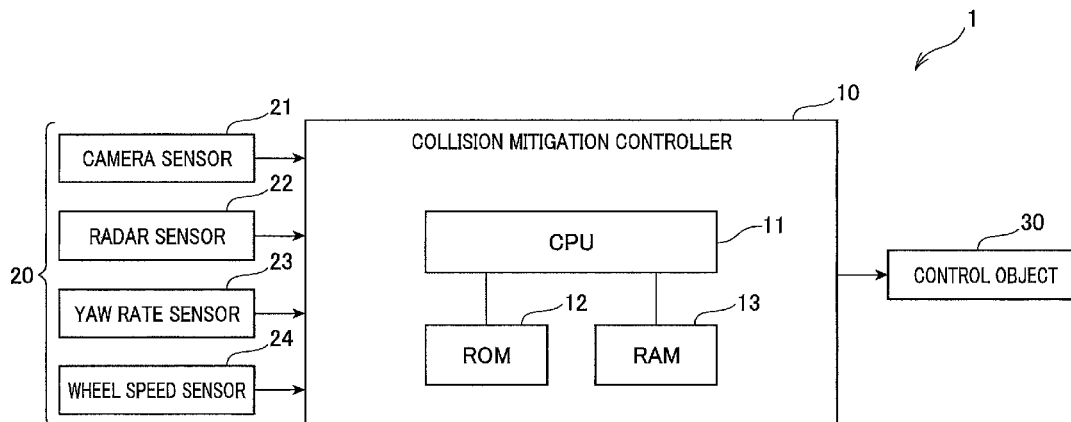 1
10
COLLISION MITIGATION CONTROLLER
20
21
CAMERA SENSOR
22
RADAR SENSOR
23
YAW RATE SENSOR
24
WHEEL SPEED SENSOR
11
CPU
12
ROM
13
RAM
30
CONTROL OBJECT